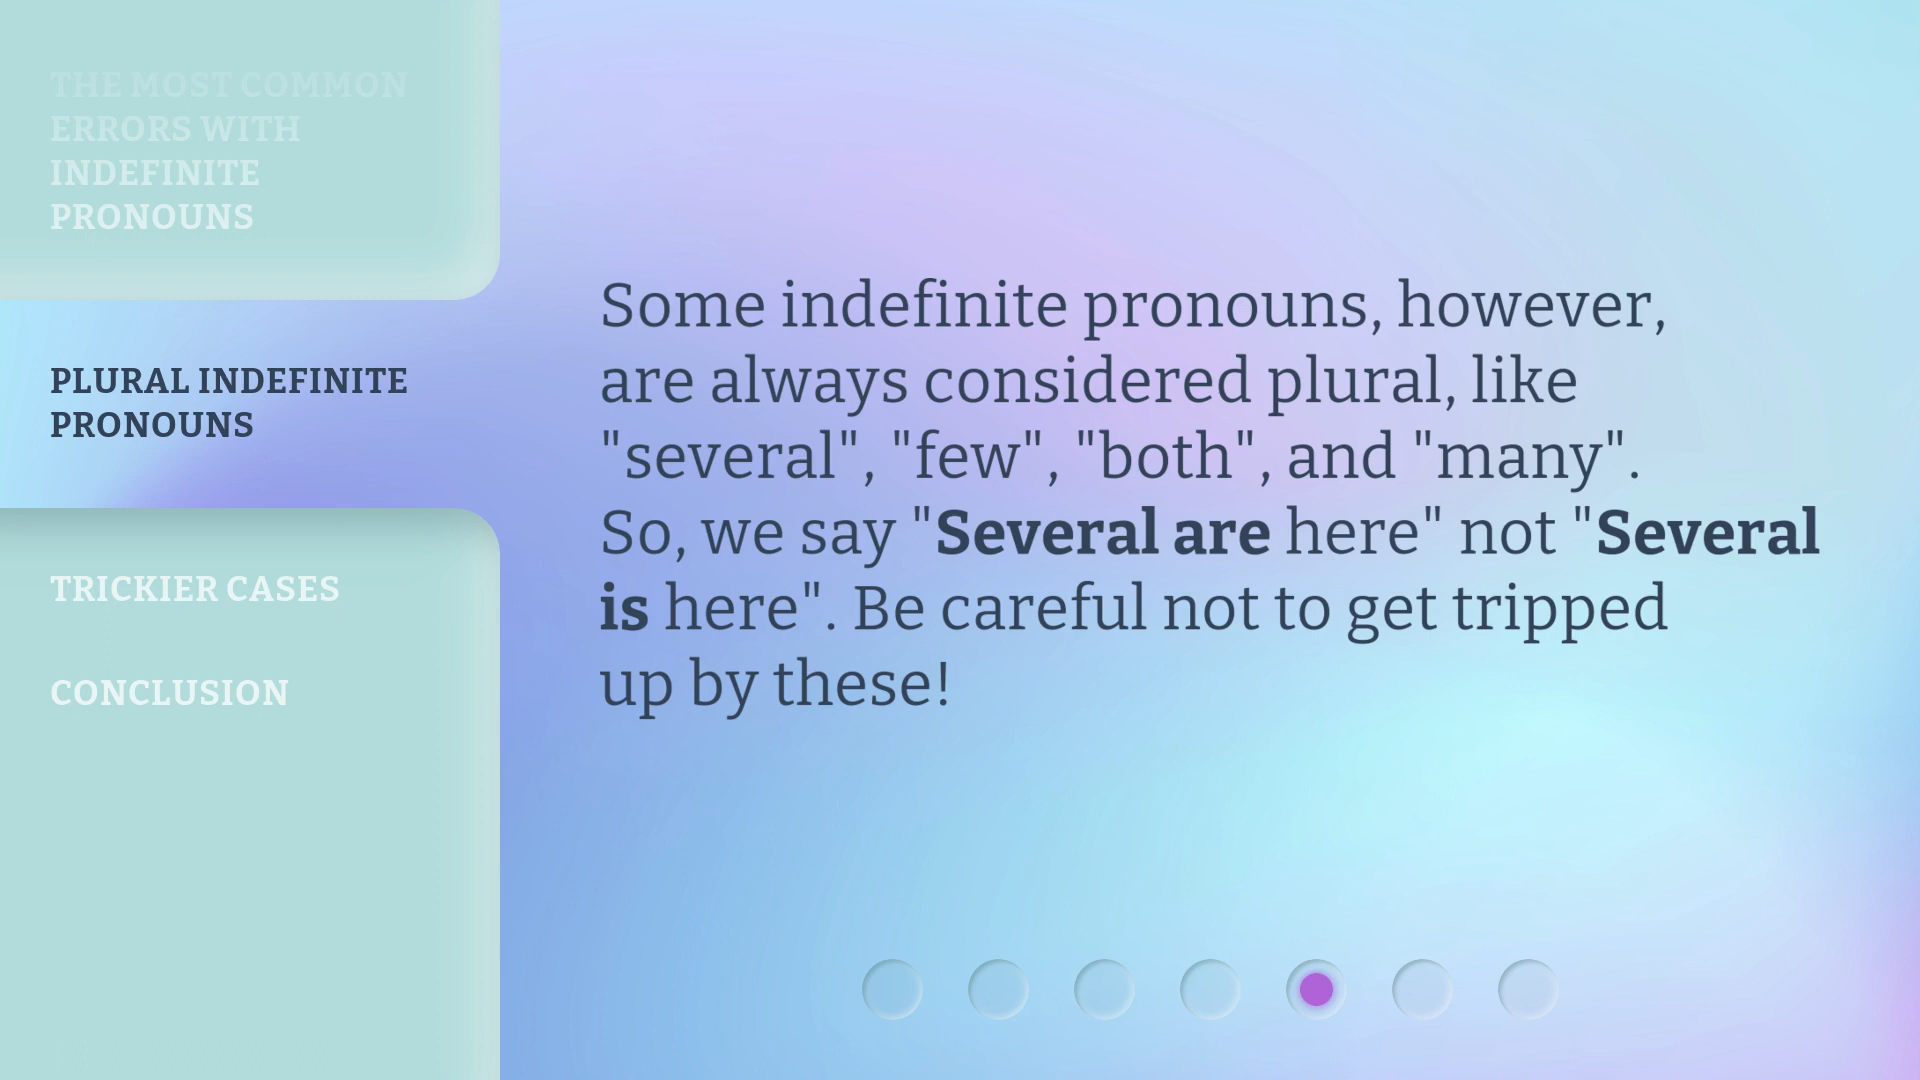 THE MOST COMMON
ERRORS WITH
INDEFINITE
PRONOUNS
PLURAL INDEFINITE
PRONOUNS
TRICKIER CASES
CONCLUSION
Some indefinite pronouns, however,
are always considered plural, like
"several", "few", "both", and "many".
So, we say "Several are here" not "Several
is here". Be careful not to get tripped
up by these!